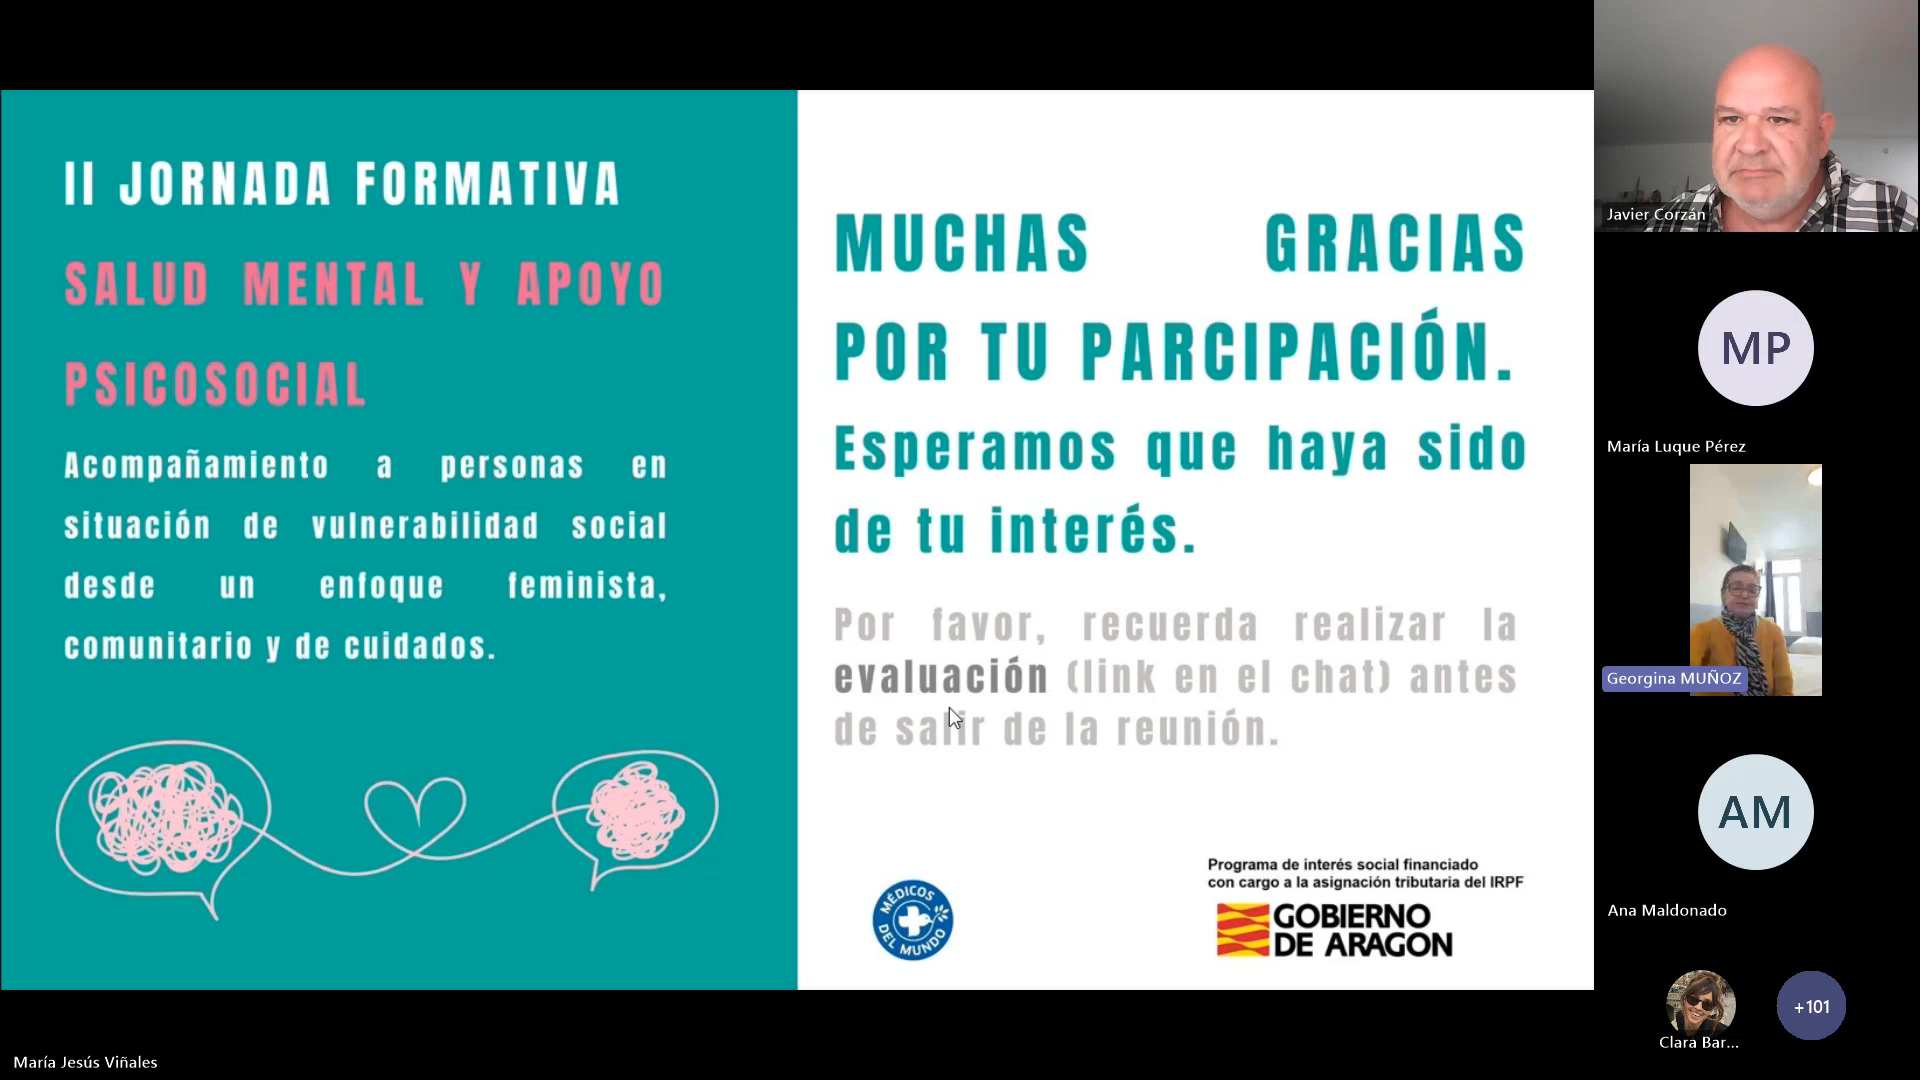 II JORNADA FORMATIVA
SALUD MENTAL Y APOYO
PSICOSOCIAL
Acompañamiento a personas en
situación de vulnerabilidad social
desde un enfoque feminista,
comunitario y de cuidados.
MUCHAS GRACIAS
POR TU PARCIPACIÓN.
Esperamos que haya sido
de tu interés.
Por favor, recuerda realizar la
evaluación (link en el chat) antes
de salir de la reunión.
MÉDICOS
DEL MUNDO
Programa de interés social financiado
con cargo a la asignación tributaria del IRPF
GOBIERNO
DE ARAGON
Javier Corzán
MP
María Luque Pérez
Georgina MUÑOZ
AM
Ana Maldonado
Clara Bar...
+101
María Jesús Viñales